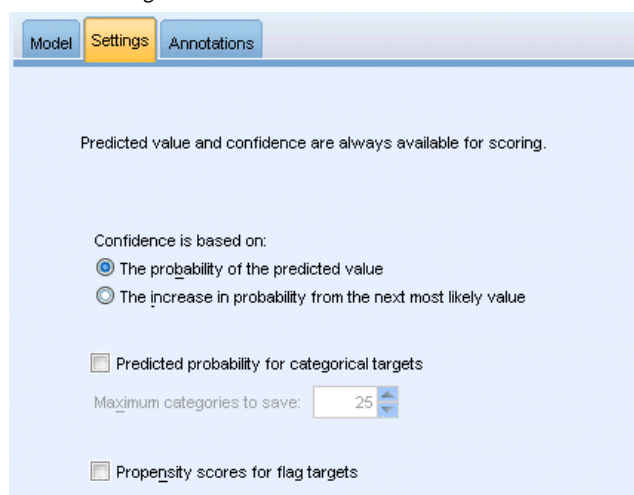 Model Settings Annotations
Predicted value and confidence are always available for scoring.
Confidence is based on:
The probability of the predicted value
The increase in probability from the next most likely value
Predicted probability for categorical targets
Maximum categories to save: 25
Propensity scores for flag targets